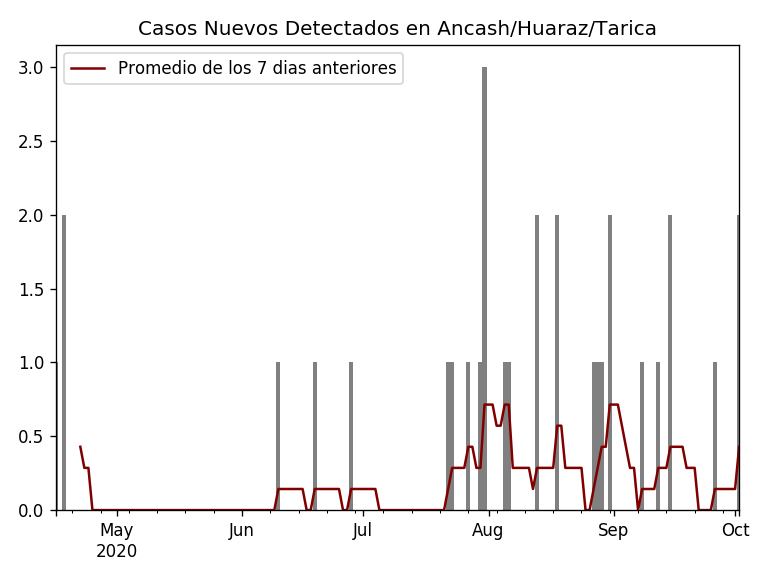 Casos Nuevos Detectados en Ancash/Huaraz/Tarica
Promedio de los 7 dias anteriores
3.0
2.5
2.0
1.5
1.0
0.5
0.0
May Jun Jul Aug Sep Oct
2020